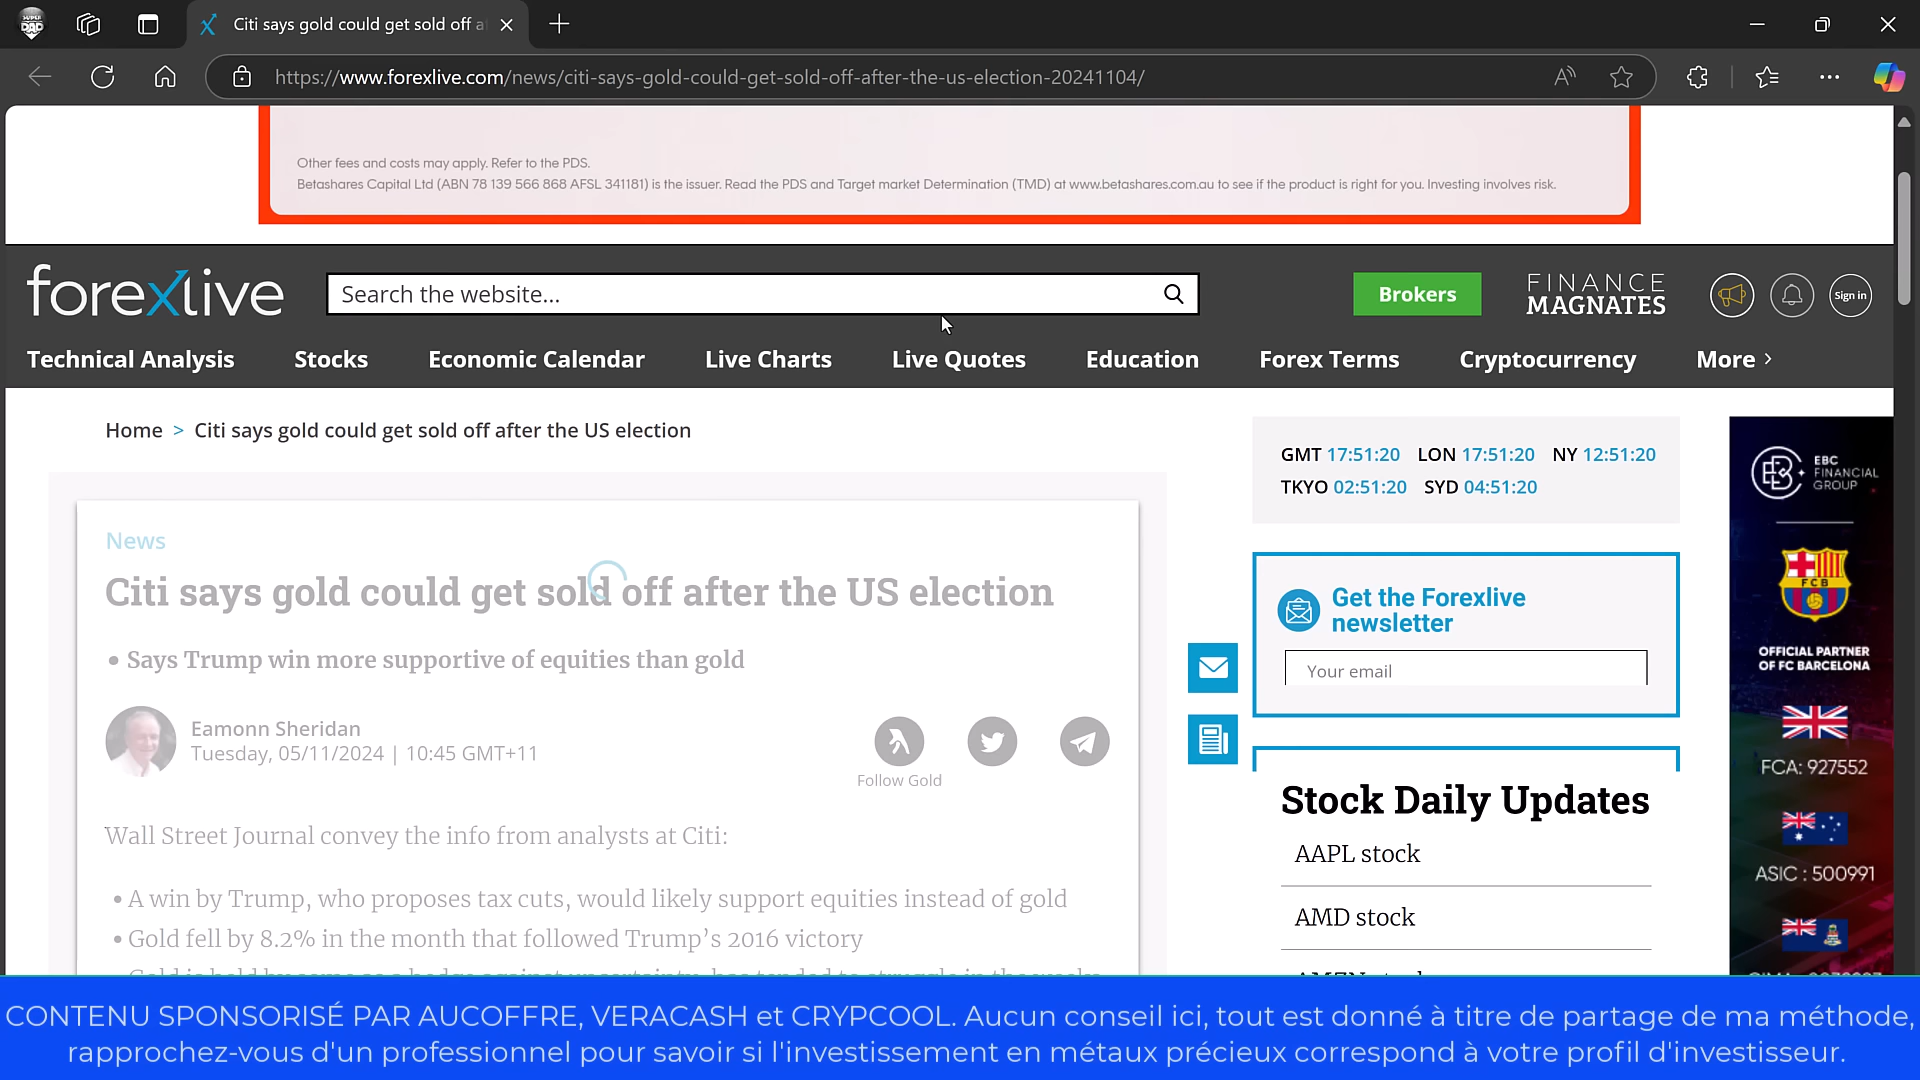 SUPER
DAD
Citi says gold could get sold off a
https://www.forexlive.com/news/citi-says-gold-could-get-sold-off-after-the-us-election-20241104/
Other fees and costs may apply. Refer to the PDS.
Betashares Capital Ltd (ABN 78 139 566 868 AFSL 341181) is the issuer. Read the PDS and Target market Determination (TMD) at www.betashares.com.au to see if the product is right for you. Investing involves risk.
forexlive
Search the website...
Brokers
FINANCE
MAGNATES
Sign in
Technical Analysis
Stocks
Economic Calendar
Live Charts
Live Quotes
Education
Forex Terms
Cryptocurrency
More >
Home > Citi says gold could get sold off after the US election
News
Citi says gold could get sold off after the US election
• Says Trump win more supportive of equities than gold
Eamonn Sheridan
Tuesday, 05/11/2024 | 10:45 GMT+11
Follow Gold
Wall Street Journal convey the info from analysts at Citi:
• A win by Trump, who proposes tax cuts, would likely support equities instead of gold
• Gold fell by 8.2% in the month that followed Trump's 2016 victory
GMT 17:51:20 LON 17:51:20 NY 12:51:20
TKYO 02:51:20 SYD 04:51:20
Get the Forexlive
newsletter
Your email
Stock Daily Updates
AAPL stock
AMD stock
EBC
FINANCIAL
GROUP
FCB
OFFICIAL PARTNER
OF FC BARCELONA
FCA: 927552
ASIC : 500991
CONTENU SPONSORISÉ PAR AUCOFFRE, VERACASH et CRYPCOOL. Aucun conseil ici, tout est donné à titre de partage de ma méthode,
rapprochez-vous d'un professionnel pour savoir si l'investissement en métaux précieux correspond à votre profil d'investisseur.